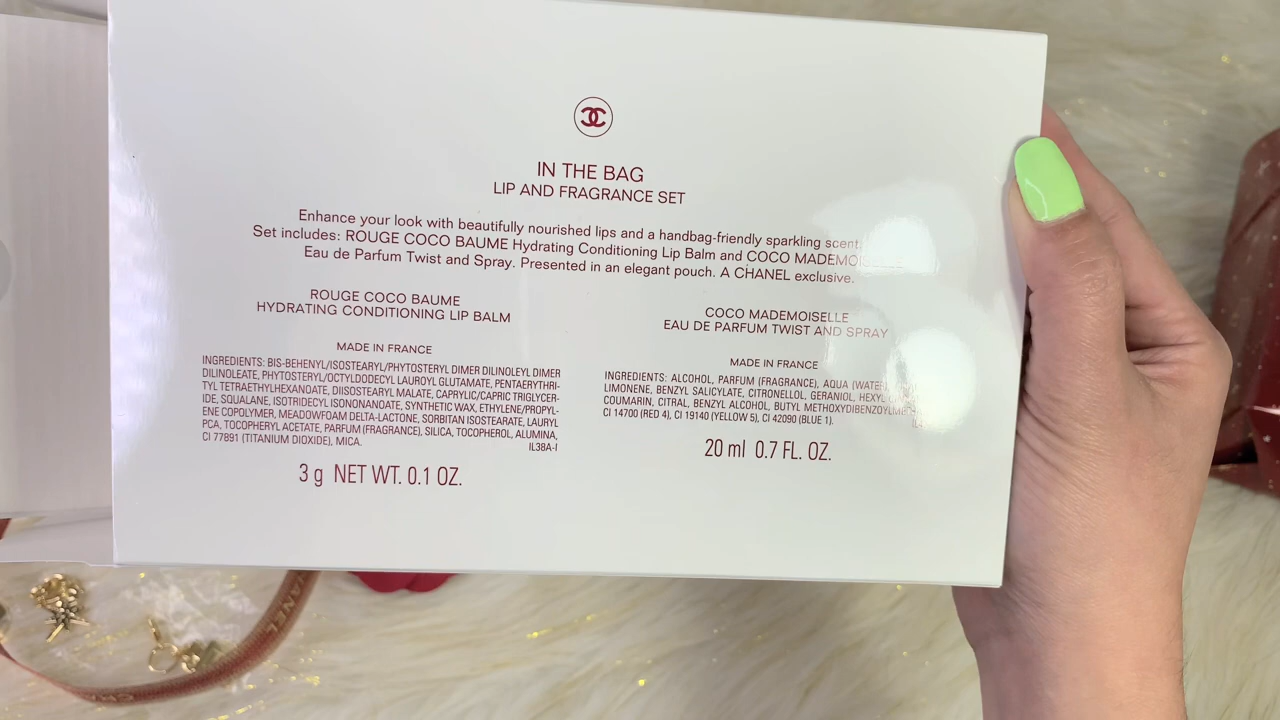 IN THE BAG
LIP AND FRAGRANCE SET
Enhance your look with beautifully nourished lips and a handbag-friendly sparkling scent.
Set includes: ROUGE COCO BAUME Hydrating Conditioning Lip Balm and COCO MADEMOISELLE
Eau de Parfum Twist and Spray. Presented in an elegant pouch. A CHANEL exclusive.
ROUGE COCO BAUME
HYDRATING CONDITIONING LIP BALM
MADE IN FRANCE
INGREDIENTS: BIS-BEHENYL/ISOSTEARYL/PHYTOSTERYL DIMER DILINOLEYL DIMER
DILINOLEATE, PHYTOSTERYL/OCTYLDODECYL LAUROYL GLUTAMATE, PENTAERYTHRI-
TYL TETRAETHYLHEXANOATE, DIISOSTEARYL MALATE, CAPRYLIC/CAPRIC TRIGLYCER-
IDE, SQUALANE, ISOTRIDECYL ISONONANOATE, SYNTHETIC WAX, ETHYLENE/PROPYL-
ENE COPOLYMER, MEADOWFOAM DELTA-LACTONE, SORBITAN ISOSTEARATE, LAURYL
PCA, TOCOPHERYL ACETATE, PARFUM (FRAGRANCE), SILICA, TOCOPHEROL, ALUMINA,
CI 77891 (TITANIUM DIOXIDE), MICA.
IL38A-I
3 g NET WT. 0.1 OZ.
COCO MADEMOISELLE
EAU DE PARFUM TWIST AND SPRAY
MADE IN FRANCE
INGREDIENTS: ALCOHOL, PARFUM (FRAGRANCE), AQUA (WATER),
LIMONENE, BENZYL SALICYLATE, CITRONELLOL, GERANIOL, HEXYL
COUMARIN, CITRAL, BENZYL ALCOHOL, BUTYL
CI 14700 (RED 4), CI 19140 (YELLOW 5), CI 42090 (BLUE 1).
20 ml 0.7 FL. OZ.
CHANEL